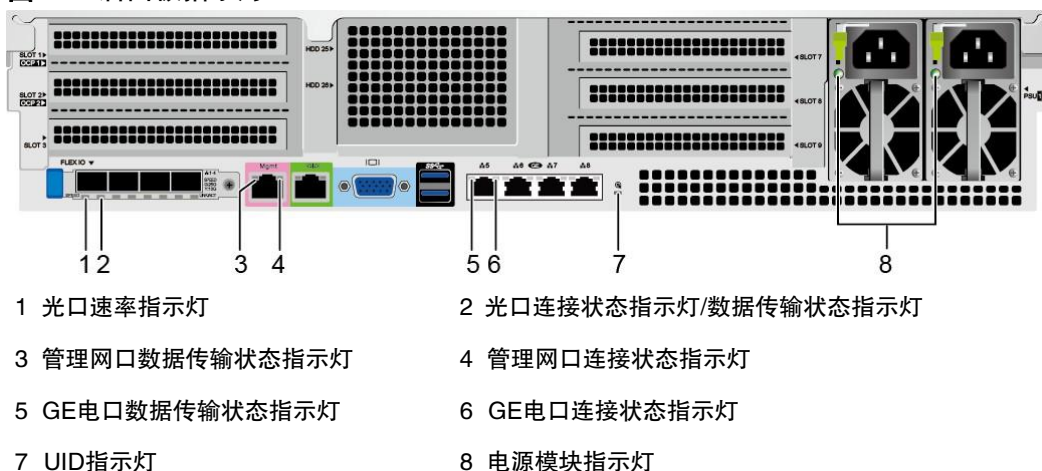 SLOT 1
OCP 1
SLOT 2
OCP 2
SLOT 3
HDD 25
HDD 26
SLOT 7
SLOT 8
SLOT 9
PSU 1
FLEX IO
Mgmt
5
6
7
8
1 2
3
4
5 6
7
8
1 光口速率指示灯
2 光口连接状态指示灯/数据传输状态指示灯
3 管理网口数据传输状态指示灯
4 管理网口连接状态指示灯
5 GE电口数据传输状态指示灯
6 GE电口连接状态指示灯
7 UID指示灯
8 电源模块指示灯